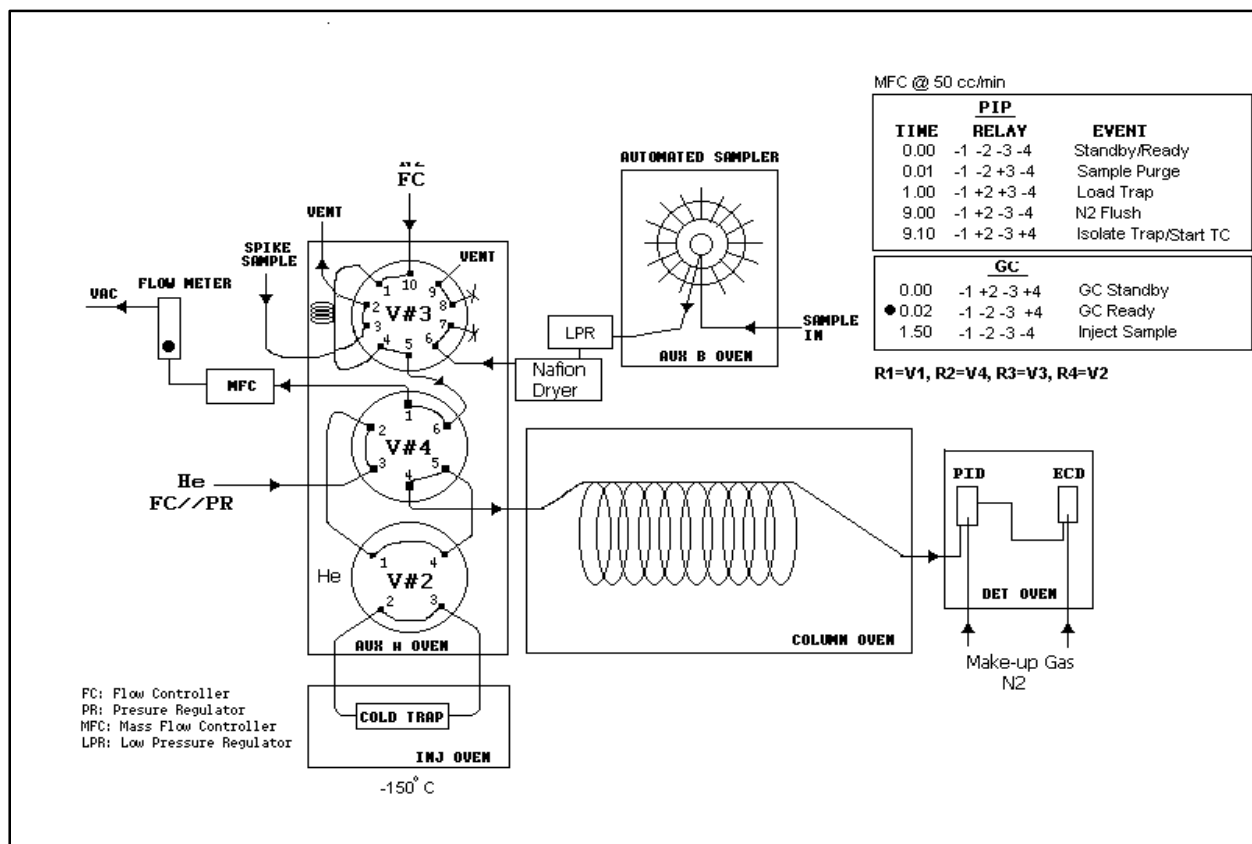 MFC @ 50 cc/min
PIP
TIME RELAY EVENT
0.00 -1 -2 -3 -4 Standby/Ready
0.01 -1 -2 +3 -4 Sample Purge
1.00 -1 +2 +3 -4 Load Trap
9.00 -1 +2 -3 -4 N2 Flush
9.10 -1 +2 -3 +4 Isolate Trap/Start TC
GC
0.00 -1 +2 -3 +4 GC Standby
0.02 -1 -2 -3 +4 GC Ready
1.50 -1 -2 -3 -4 Inject Sample
R1=V1, R2=V4, R3=V3, R4=V2
AUTOMATED SAMPLER
SAMPLE
IN
AUX B OVEN
LPR
Nafion
Dryer
FC
VENT
SPIKE
SAMPLE
FLOW METER
VAC
MFC
VENT
1 10 9
2 8
V#3
3 7
4 5 6
1
2 6
V#4
3 5
4
He
FC//PR
1 4
He
V#2
2 3
AUX A OVEN
COLD TRAP
INJ OVEN
-150° C
COLUMN OVEN
PID ECD
DET OVEN
Make-up Gas
N2
FC: Flow Controller
PR: Presure Regulator
MFC: Mass Flow Controller
LPR: Low Pressure Regulator